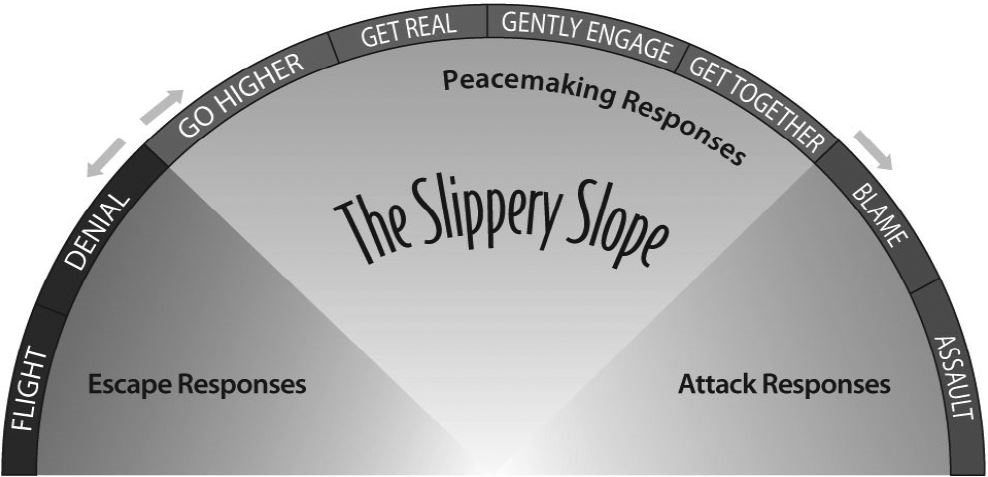 FLIGHT
DENIAL
GO HIGHER
GET REAL
GENTLY ENGAGE
GET TOGETHER
BLAME
ASSAULT
Peacemaking Responses
The Slippery Slope
Escape Responses
Attack Responses